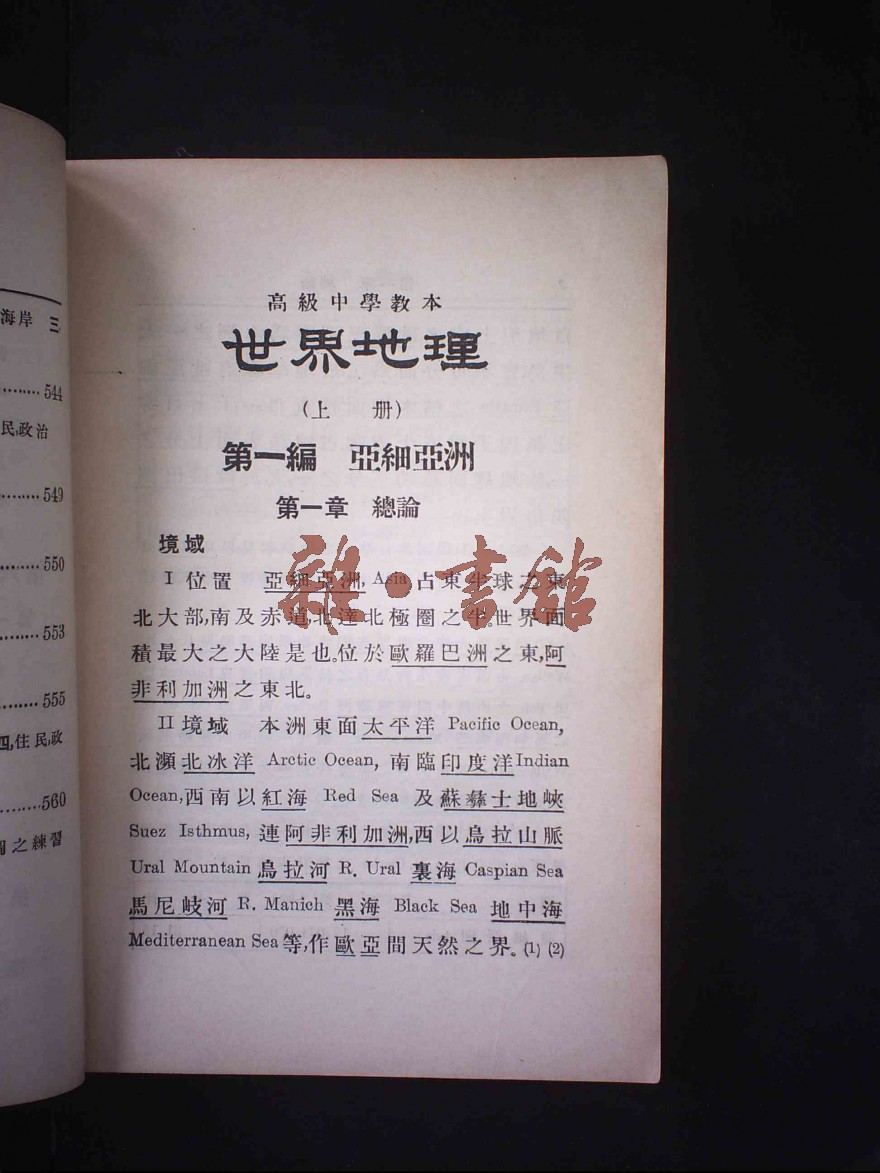 海岸 三,
544
民,政治
549
550
553
555
四,住民,政
560
之練習
高級中學教本
世界地理
(上 册)
第一編 亞細亞洲
第一章 總論
境域
I 位置 亞細亞洲, Asia 占東半球之東
北大部,南及赤道,北達北極圈之半。世界面
積最大之大陸是也。位於歐羅巴洲之東,阿
非利加洲之東北。
II 境域 本洲東面太平洋 Pacific Ocean,
北瀕北冰洋 Arctic Ocean, 南臨印度洋 Indian
Ocean,西南以紅海 Red Sea 及蘇彝士地峽
Suez Isthmus, 連阿非利加洲,西以烏拉山脈
Ural Mountain 烏拉河 R. Ural 裏海 Caspian Sea
馬尼岐河 R. Manich 黑海 Black Sea 地中海
Mediterranean Sea 等,作歐亞間天然之界。(1) (2)
雜·書館